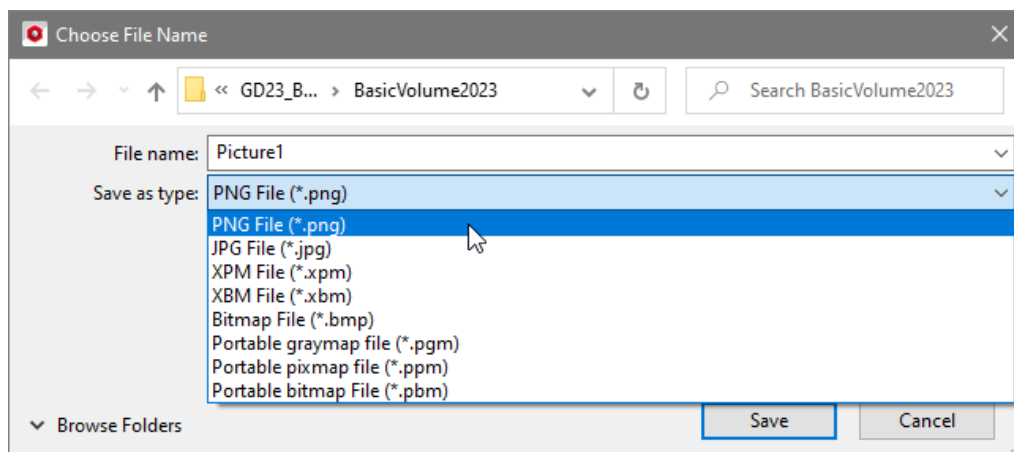 Choose File Name
« GD23_B... › BasicVolume2023
Search BasicVolume2023
File name: Picture1
Save as type: PNG File (*.png)
PNG File (*.png)
JPG File (*.jpg)
XPM File (*.xpm)
XBM File (*.xbm)
Bitmap File (*.bmp)
Portable graymap file (*.pgm)
Portable pixmap file (*.ppm)
Portable bitmap File (*.pbm)
Browse Folders
Save
Cancel